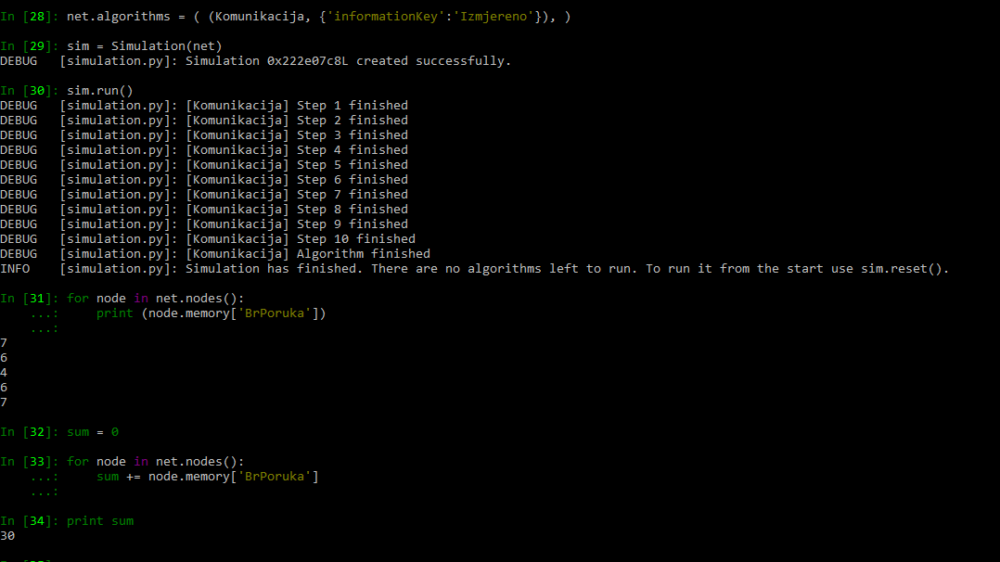 In [28]: net.algorithms = ( (Komunikacija, {'informationKey':'Izmjereno'}), )
In [29]: sim = Simulation(net)
DEBUG   [simulation.py]: Simulation 0x222e07c8L created successfully.
In [30]: sim.run()
DEBUG   [simulation.py]: [Komunikacija] Step 1 finished
DEBUG   [simulation.py]: [Komunikacija] Step 2 finished
DEBUG   [simulation.py]: [Komunikacija] Step 3 finished
DEBUG   [simulation.py]: [Komunikacija] Step 4 finished
DEBUG   [simulation.py]: [Komunikacija] Step 5 finished
DEBUG   [simulation.py]: [Komunikacija] Step 6 finished
DEBUG   [simulation.py]: [Komunikacija] Step 7 finished
DEBUG   [simulation.py]: [Komunikacija] Step 8 finished
DEBUG   [simulation.py]: [Komunikacija] Step 9 finished
DEBUG   [simulation.py]: [Komunikacija] Step 10 finished
DEBUG   [simulation.py]: [Komunikacija] Algorithm finished
INFO    [simulation.py]: Simulation has finished. There are no algorithms left to run. To run it from the start use sim.reset().
In [31]: for node in net.nodes():
    ...:     print (node.memory['BrPoruka'])
    ...:
7
6
4
6
7
In [32]: sum = 0
In [33]: for node in net.nodes():
    ...:     sum += node.memory['BrPoruka']
    ...:
In [34]: print sum
30